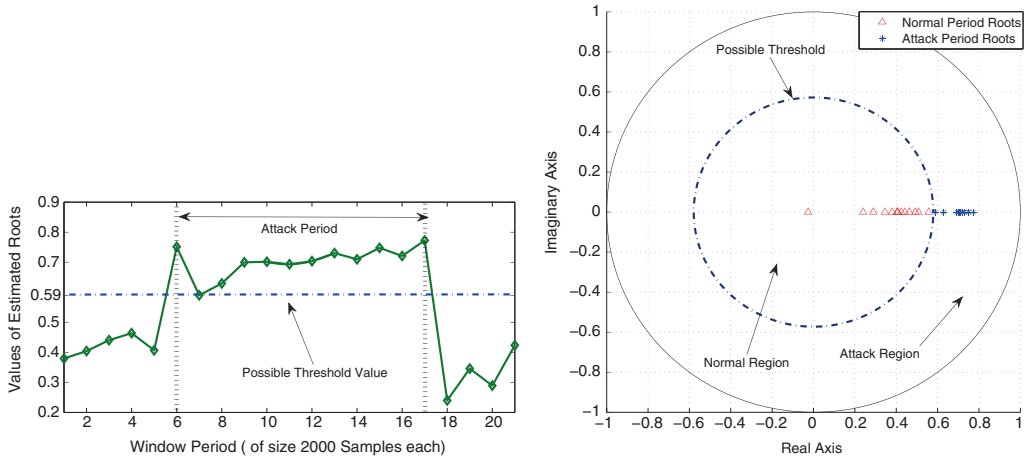 Values of Estimated Roots
0.9
0.8
0.7
0.59
0.5
0.4
0.3
0.2
Attack Period
Possible Threshold Value
2 4 6 8 10 12 14 16 18 20
Window Period ( of size 2000 Samples each)
Imaginary Axis
1
0.8
0.6
0.4
0.2
0
−0.2
−0.4
−0.6
−0.8
−1
Normal Period Roots
Attack Period Roots
Possible Threshold
Normal Region
Attack Region
−1 −0.8 −0.6 −0.4 −0.2 0 0.2 0.4 0.6 0.8 1
Real Axis